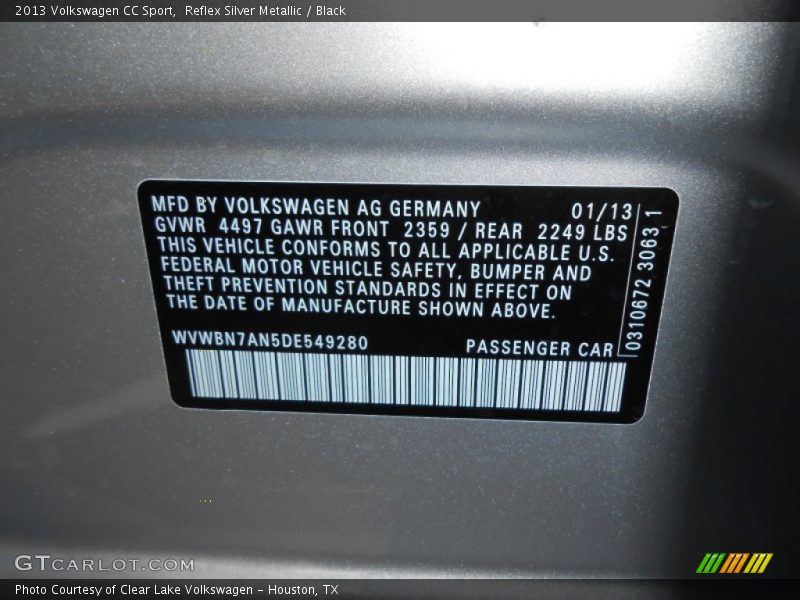 2013 Volkswagen CC Sport,  Reflex Silver Metallic / Black
MFD BY VOLKSWAGEN AG GERMANY 01/13
GVWR 4497 GAWR FRONT 2359 / REAR 2249 LBS
THIS VEHICLE CONFORMS TO ALL APPLICABLE U.S.
FEDERAL MOTOR VEHICLE SAFETY, BUMPER AND
THEFT PREVENTION STANDARDS IN EFFECT ON
THE DATE OF MANUFACTURE SHOWN ABOVE.
WVWBN7AN5DE549280 PASSENGER CAR
0310672 30631
GTCARLOT.COM
Photo Courtesy of Clear Lake Volkswagen - Houston, TX